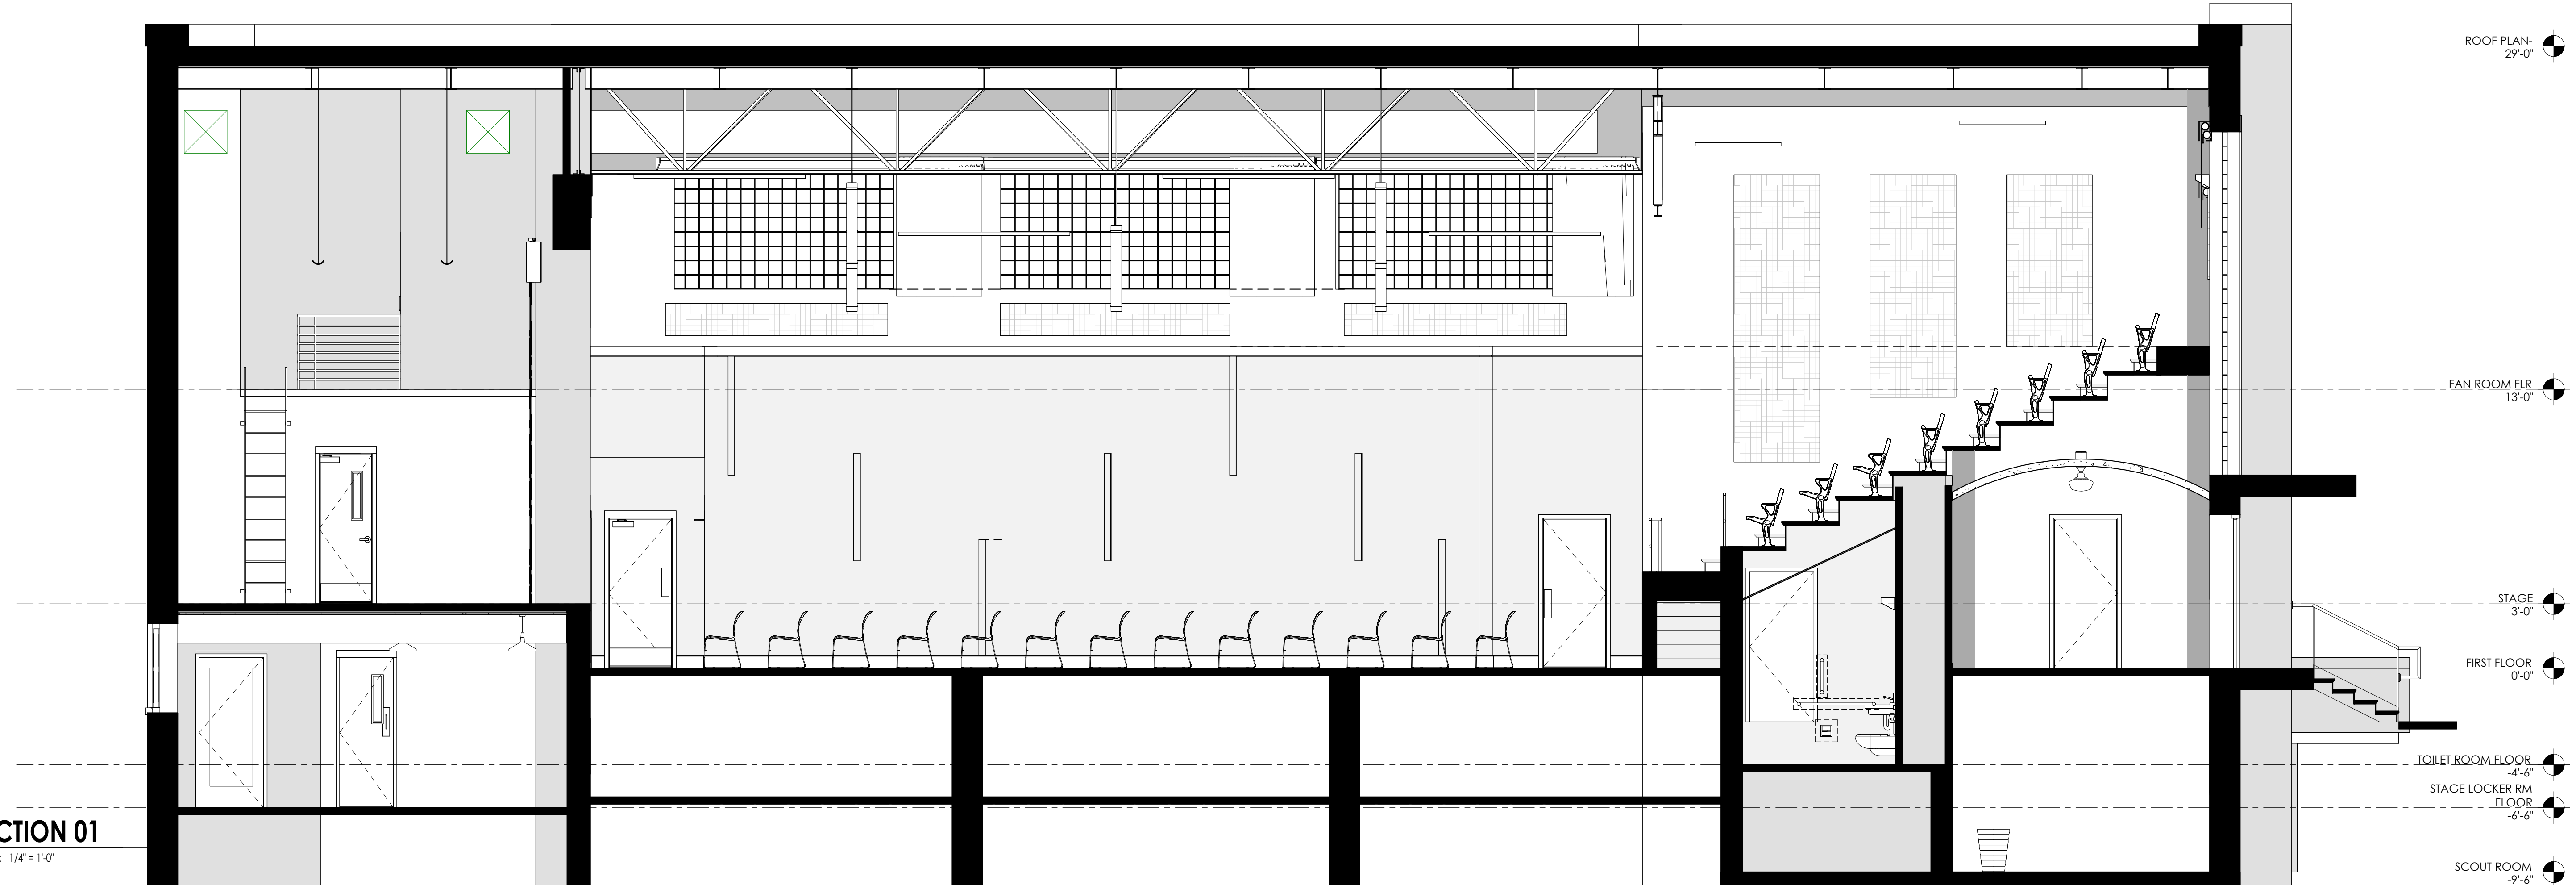 ROOF PLAN-
29'-0"
FAN ROOM FLR
13'-0"
STAGE
3'-0"
FIRST FLOOR
0'-0"
TOILET ROOM FLOOR
-4'-6"
STAGE LOCKER RM
FLOOR
-6'-6"
CTION 01
: 1/4" = 1'-0"
SCOUT ROOM
-9'-6"